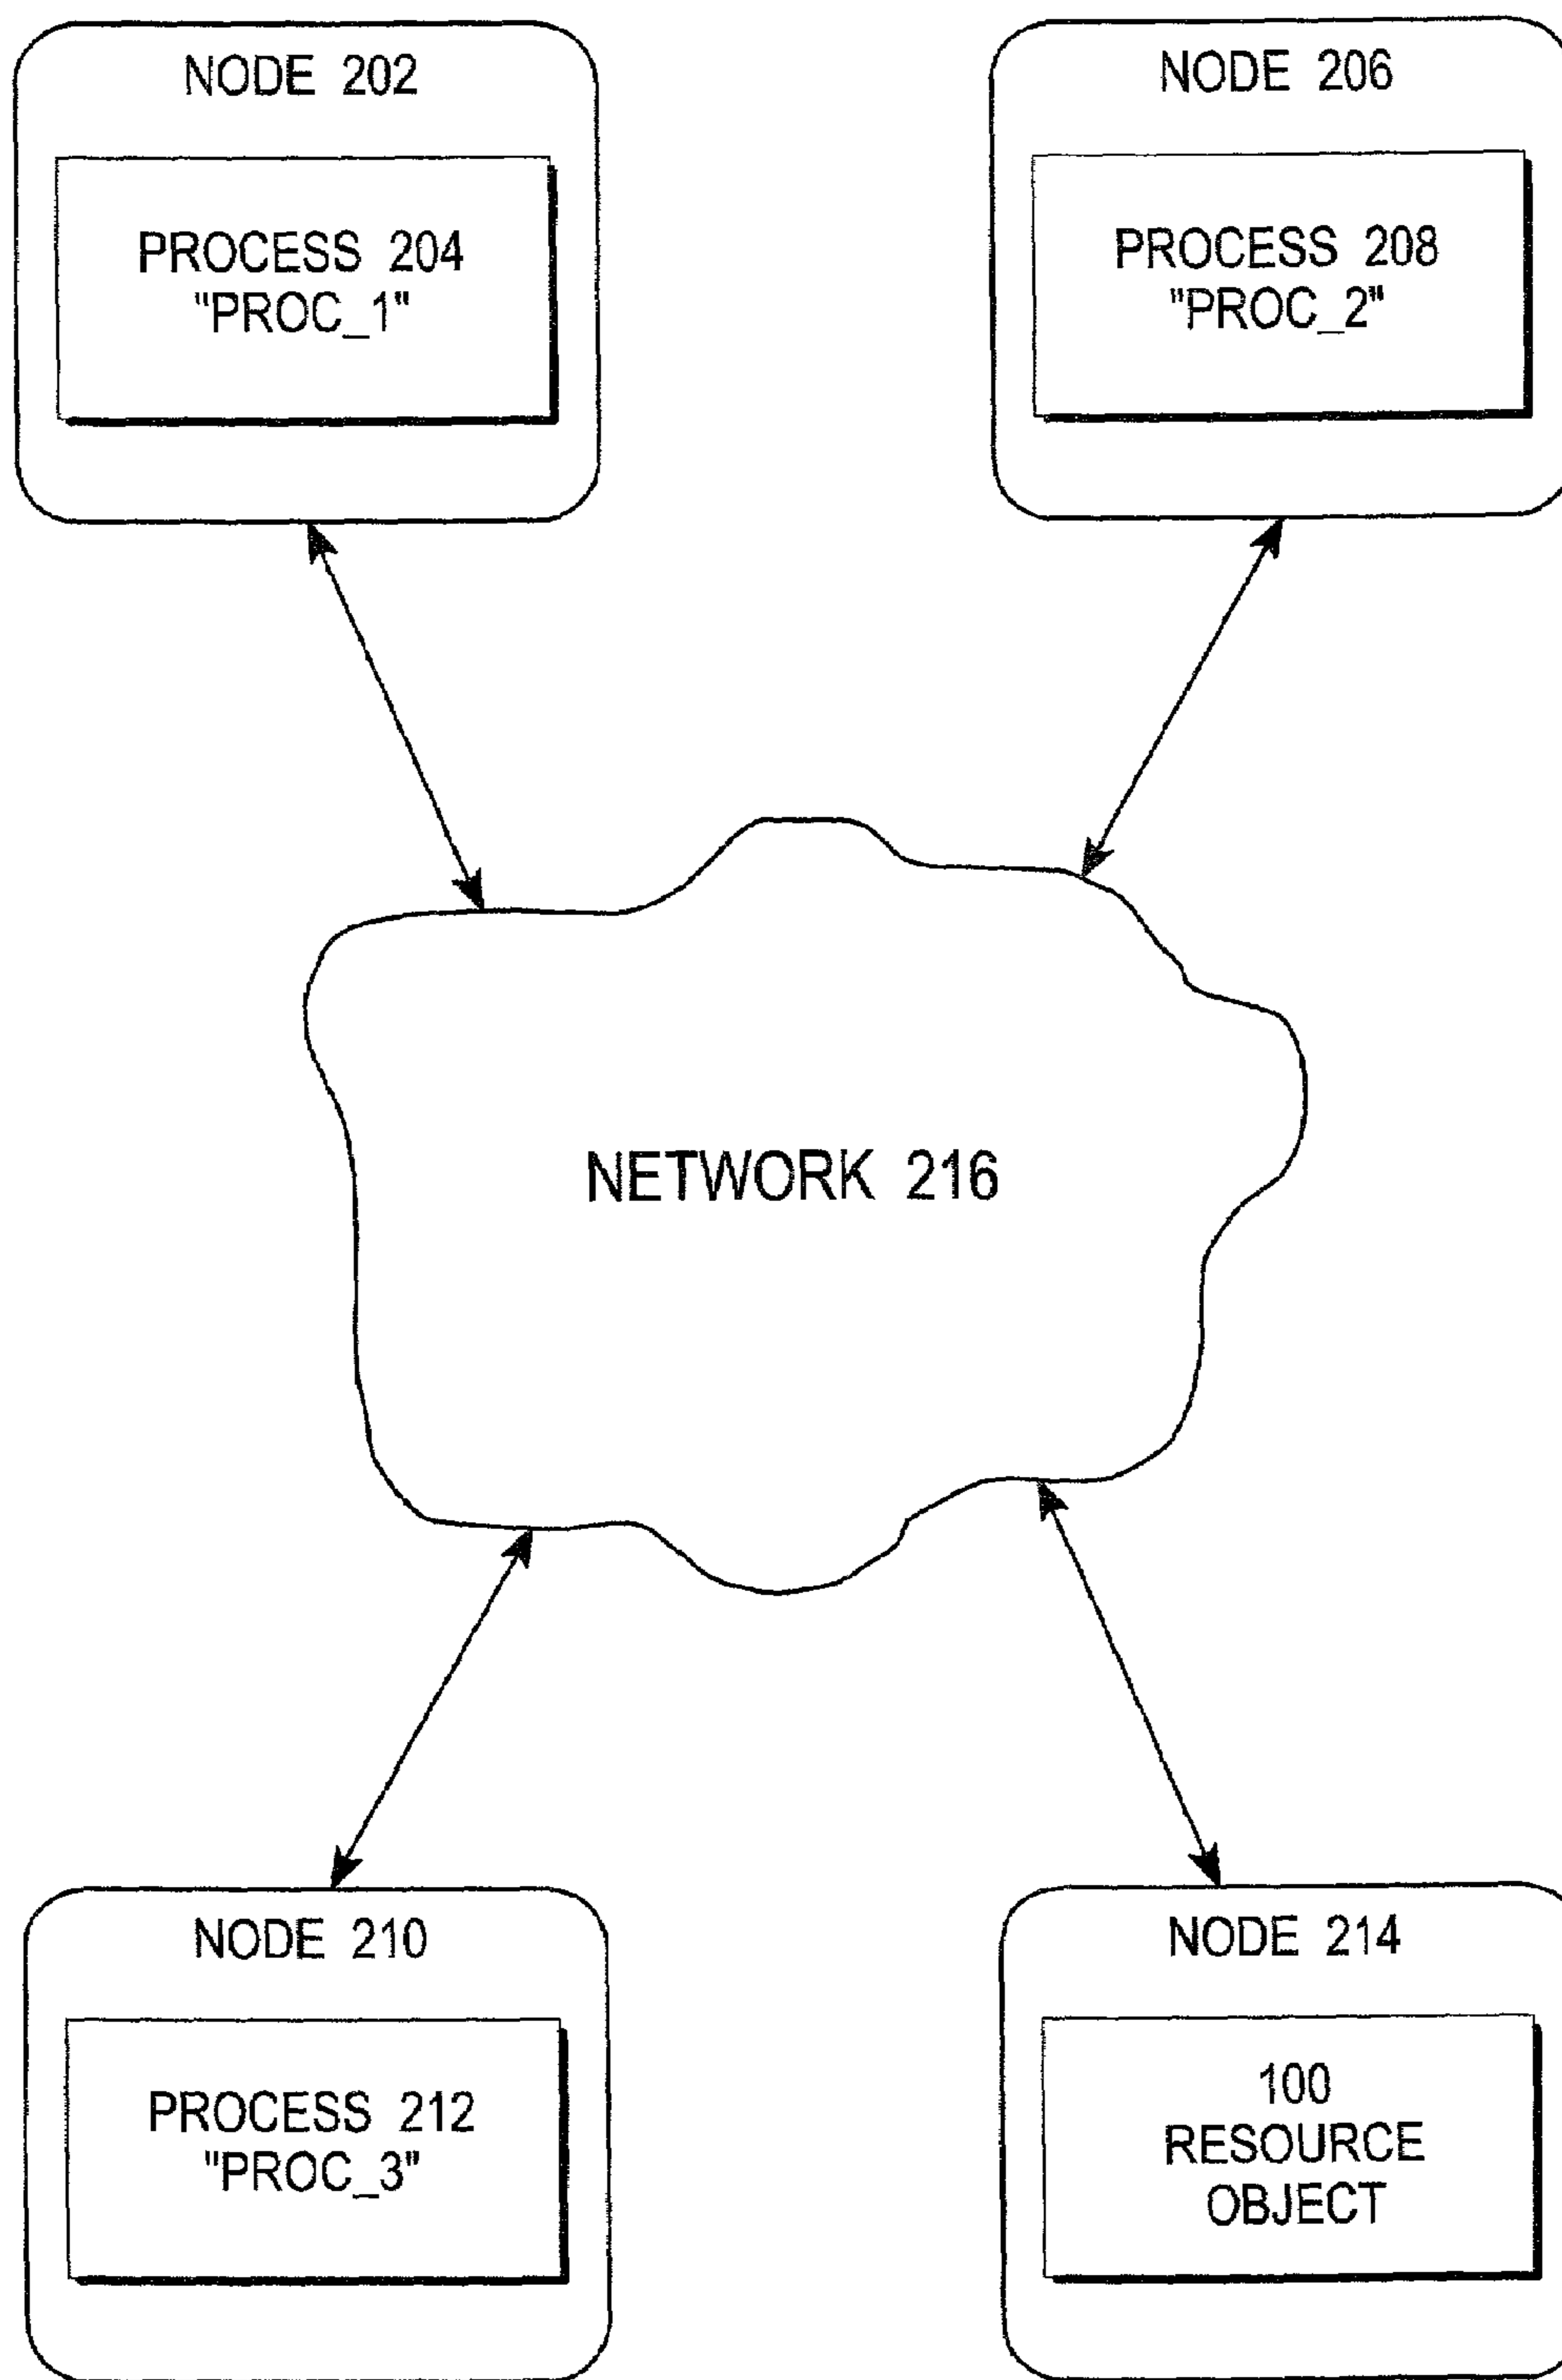 NODE 202
PROCESS 204
"PROC_1"
NODE 206
PROCESS 208
"PROC_2"
NETWORK 216
NODE 210
PROCESS 212
"PROC_3"
NODE 214
100
RESOURCE
OBJECT